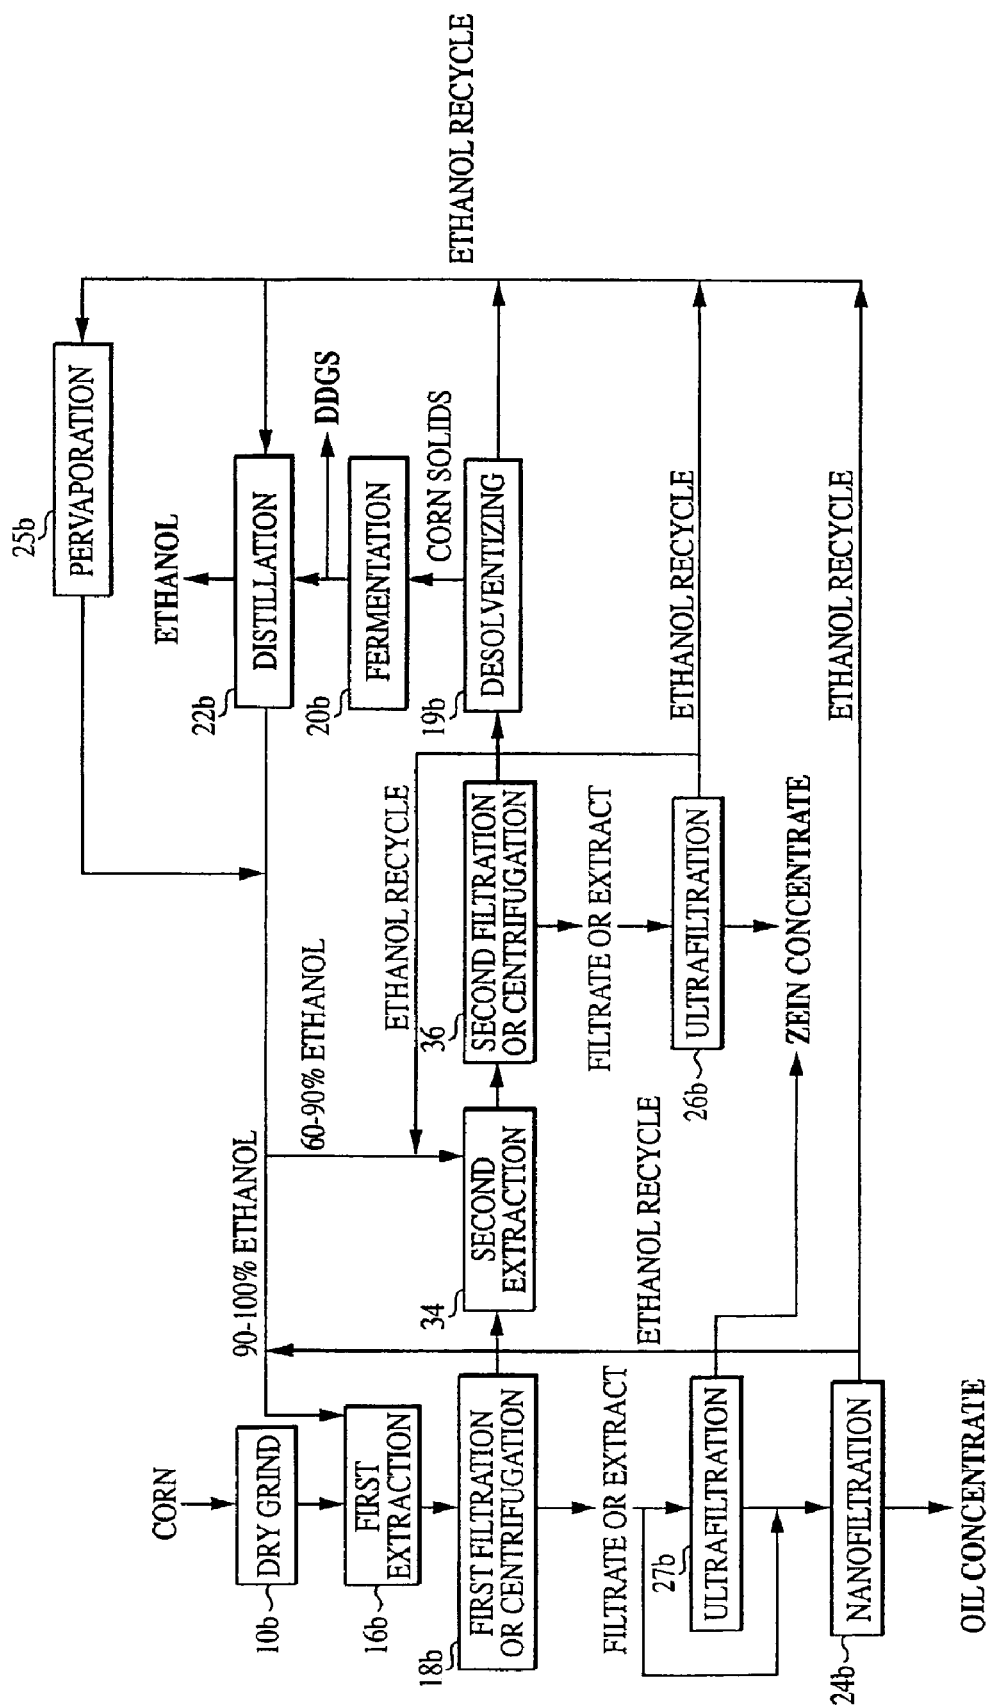 CORN
DRY GRIND
10b
FIRST
EXTRACTION
16b
FIRST FILTRATION
OR CENTRIFUGATION
18b
FILTRATE OR EXTRACT
ULTRAFILTRATION
27b
NANOFILTRATION
24b
OIL CONCENTRATE
90-100% ETHANOL
60-90% ETHANOL
SECOND
EXTRACTION
34
ETHANOL RECYCLE
ETHANOL RECYCLE
SECOND FILTRATION
OR CENTRIFUGATION
36
FILTRATE OR EXTRACT
ULTRAFILTRATION
26b
ZEIN CONCENTRATE
PERVAPORATION
25b
ETHANOL
DISTILLATION
22b
DDGS
FERMENTATION
20b
CORN SOLIDS
DESOLVENTIZING
19b
ETHANOL RECYCLE
ETHANOL RECYCLE
ETHANOL RECYCLE